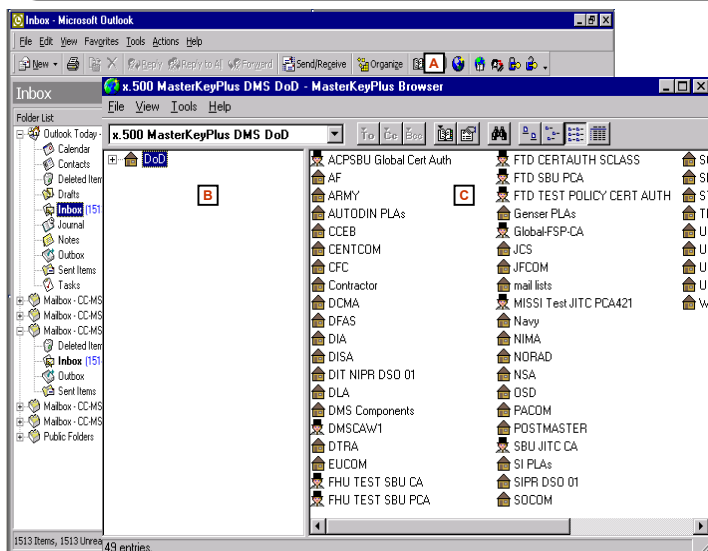 Inbox - Microsoft Outlook
File Edit View Favorites Tools Actions Help
New Reply Reply to All Forward Send/Receive Organize A
Inbox
x.500 MasterKeyPlus DMS DoD - MasterKeyPlus Browser
File View Tools Help
x.500 MasterKeyPlus DMS DoD To Cc Bcc
Folder List
Outlook Today -
Calendar
Contacts
Deleted Item
Drafts
Inbox (151
Journal
Notes
Outbox
Sent Items
Tasks
Mailbox - CC-MS
Mailbox - CC-MS
Mailbox - CC-MS
Deleted Item
Inbox (151
Outbox
Sent Items
Mailbox - CC-MS
Mailbox - CC-MS
Public Folders
1513 Items, 1513 Unrea
DoD
B
ACPSBU Global Cert Auth
AF
ARMY
AUTODIN PLAs
CCEB
CENTCOM
CFC
Contractor
DCMA
DFAS
DIA
DISA
DIT NIPR DSO 01
DLA
DMS Components
DMSCAW1
DTRA
EUCOM
FHU TEST SBU CA
FHU TEST SBU PCA
C
FTD CERTAUTH SCLASS
FTD SBU PCA
FTD TEST POLICY CERT AUTH
Genser PLAs
Global-FSP-CA
JCS
JFCOM
mail lists
MISSI Test JITC PCA421
Navy
NIMA
NORAD
NSA
OSD
PACOM
POSTMASTER
SBU JITC CA
SI PLAs
SIPR DSO 01
SOCOM
49 entries